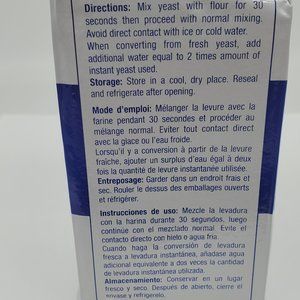 Directions: Mix yeast with flour for 30
seconds then proceed with normal mixing.
Avoid direct contact with ice or cold water.
When converting from fresh yeast, add
additional water equal to 2 times amount of
instant yeast used.
Storage: Store in a cool, dry place. Reseal
and refrigerate after opening.
Mode d'emploi: Mélanger la levure avec la
farine pendant 30 secondes et procéder au
mélange normal. Eviter tout contact direct
avec la glace ou l'eau froide.
Lorsqu'il y a conversion à partir de la levure
fraîche, ajouter un surplus d'eau égal à deux
fois la quantité de levure instantanée utilisée.
Entreposage: Garder dans un endroit frais et
sec. Rouler le dessus des emballages ouverts
et réfrigérer.
Instrucciones de uso: Mezcle la levadura
con la harina durante 30 segundos, luego
continúe con el mezclado normal. Evite el
contacto directo con hielo o agua fria.
Cuando haga la conversión de levadura
fresca a levadura instantánea, añadase agua
adicional equivalente a dos veces la cantidad de
levadura instantánea utilizada.
Almacenamiento: Conservar en un lugar
fresco y seco. Después de abierto, cierre el
envase y refrigerelo.